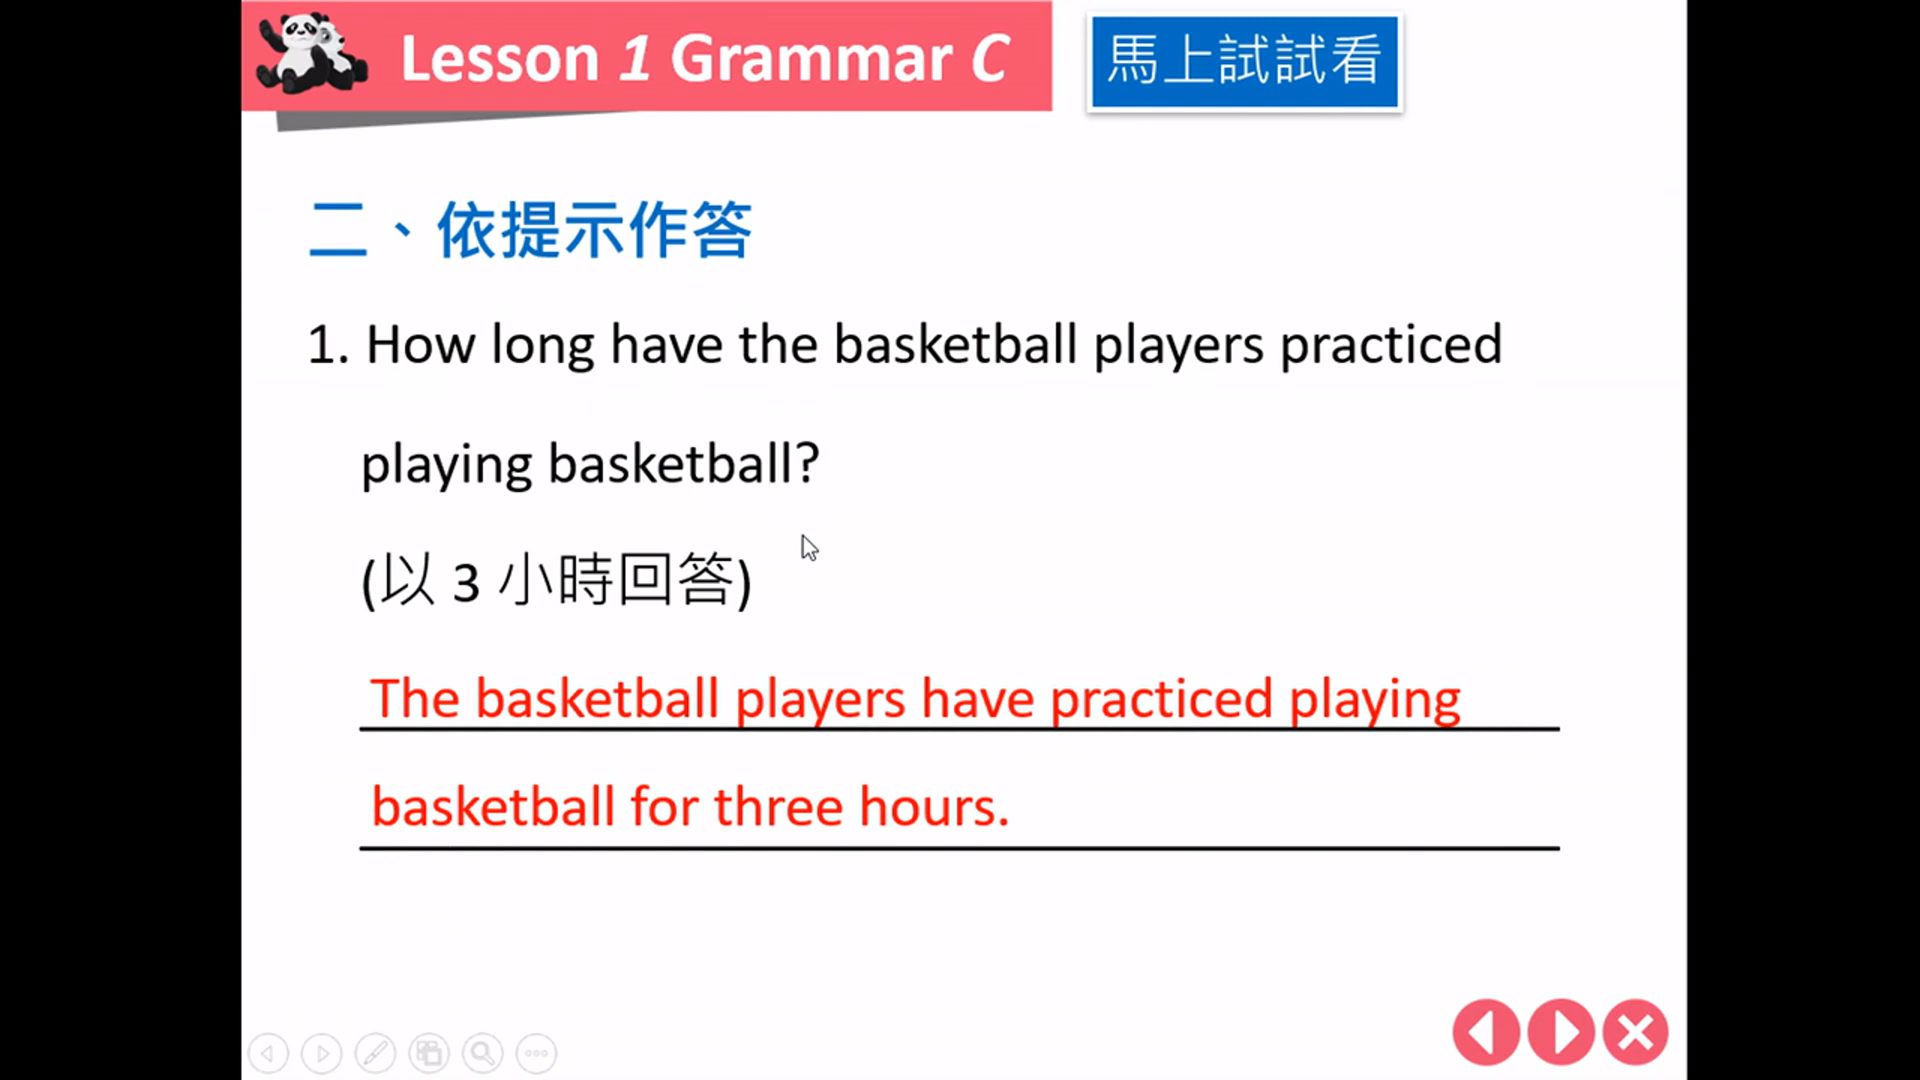 Lesson 1 Grammar C
馬上試試看
二、依提示作答
1. How long have the basketball players practiced
playing basketball?
(以 3 小時回答)
The basketball players have practiced playing
basketball for three hours.